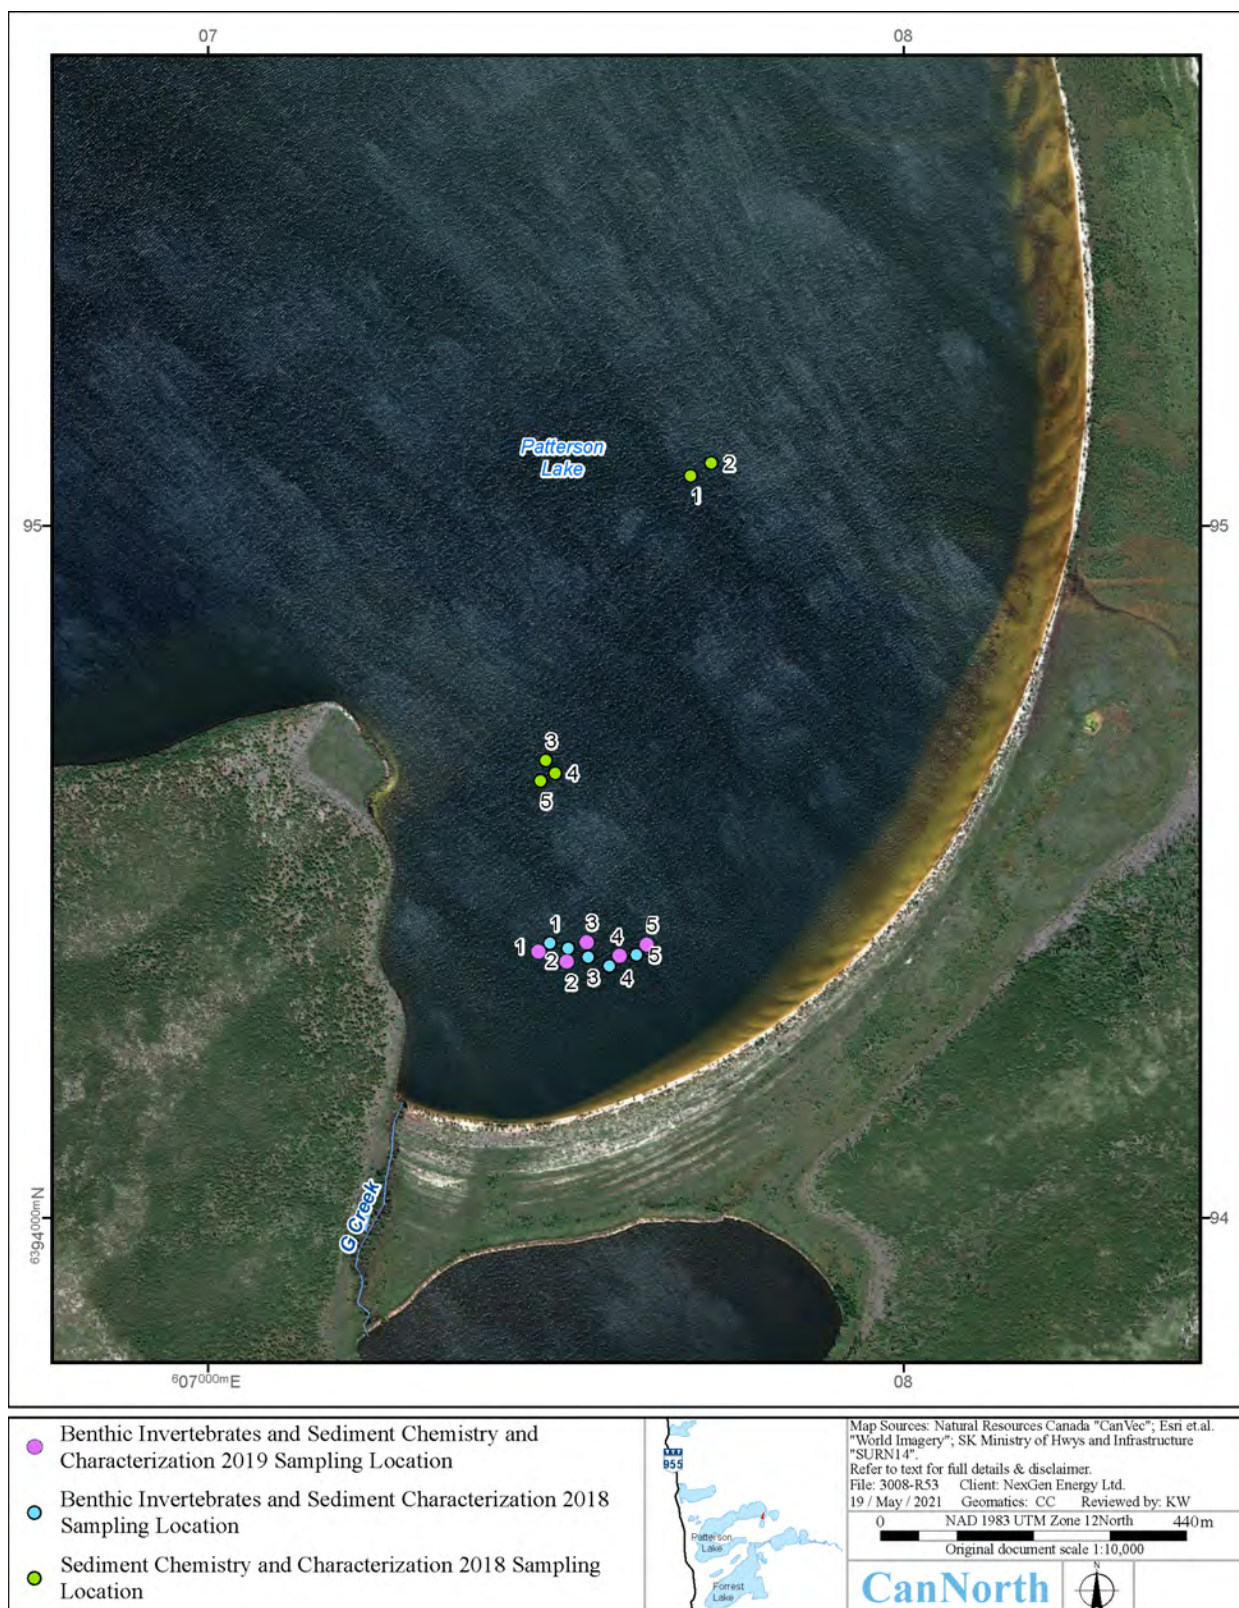 07 08
Patterson
Lake
2
1
95 95
3
4
5
1 3 5
1 4
2 5
2 3 4
G Creek
6394000mN
94
607000mE 08
Benthic Invertebrates and Sediment Chemistry and
Characterization 2019 Sampling Location
Benthic Invertebrates and Sediment Characterization 2018
Sampling Location
Sediment Chemistry and Characterization 2018 Sampling
Location
955
Patterson
Lake
Forrest
Lake
Map Sources: Natural Resources Canada "CanVec"; Esri et.al.
"World Imagery"; SK Ministry of Hwys and Infrastructure
"SURN14".
Refer to text for full details & disclaimer.
File: 3008-R53 Client: NexGen Energy Ltd.
19 / May / 2021 Geomatics: CC Reviewed by: KW
0 NAD 1983 UTM Zone 12North 440 m
Original document scale 1:10,000
CanNorth
N